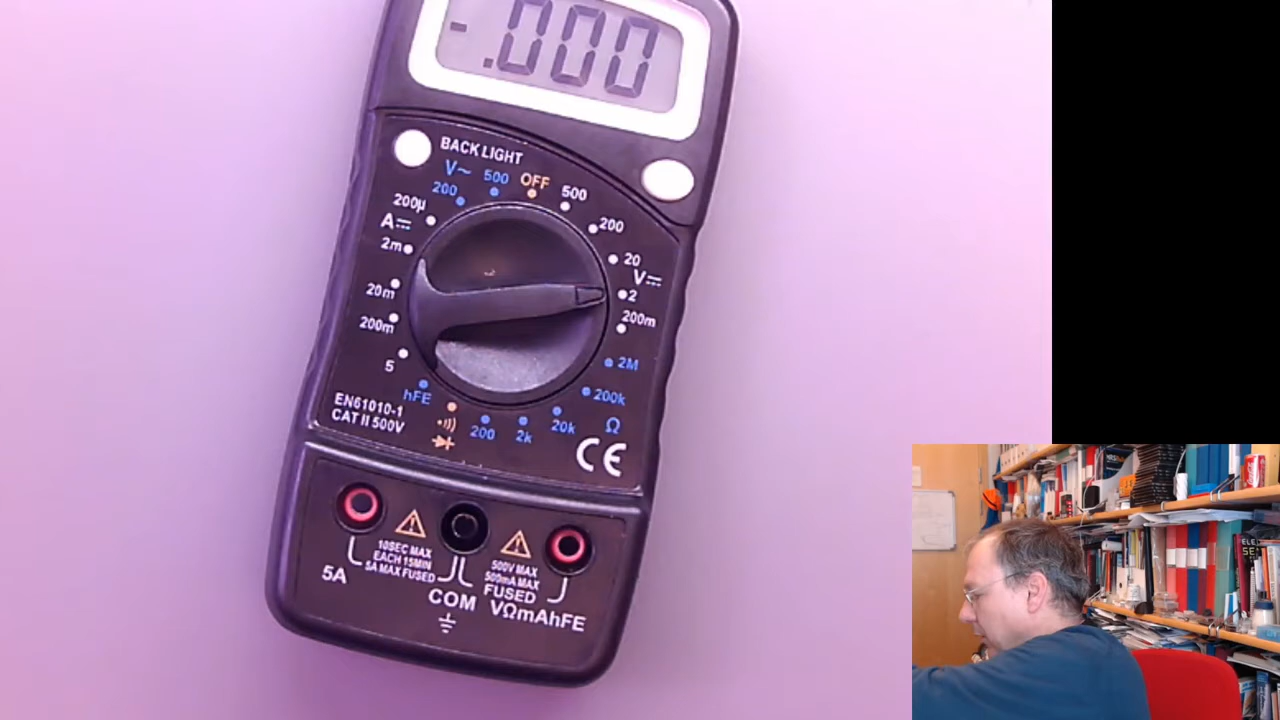 - .000
BACK LIGHT
V~
200
500
OFF
500
200
20
V⎓
2
200m
2M
200k
Ω
20k
2k
200
hFE
5
200m
20m
2m
A⎓
200µ
EN61010-1
CAT II 500V
CE
10SEC MAX
EACH 15MIN
5A MAX FUSED
500V MAX
500mA MAX
FUSED
5A
COM
VΩmAhFE